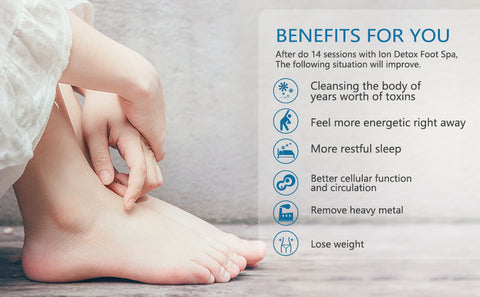 BENEFITS FOR YOU
After do 14 sessions with Ion Detox Foot Spa,
The following situation will improve.
Cleansing the body of
years worth of toxins
Feel more energetic right away
More restful sleep
Better cellular function
and circulation
Remove heavy metal
Lose weight